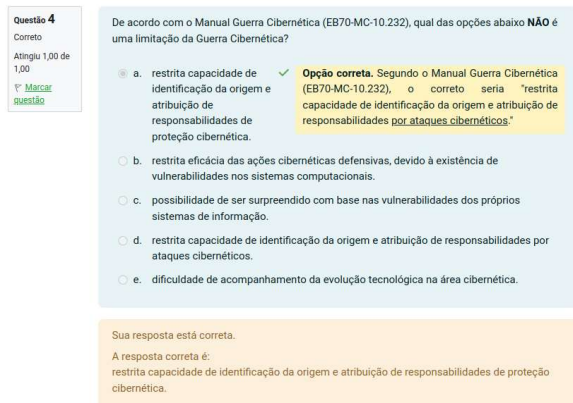 Questão 4
Correto
Atingiu 1,00 de
1,00
Marcar
questão
De acordo com o Manual Guerra Cibernética (EB70-MC-10.232), qual das opções abaixo NÃO é
uma limitação da Guerra Cibernética?
a. restrita capacidade de
identificação da origem e
atribuição de
responsabilidades de
proteção cibernética.
Opção correta. Segundo o Manual Guerra Cibernética
(EB70-MC-10.232), o correto seria "restrita
capacidade de identificação da origem e atribuição de
responsabilidades por ataques cibernéticos."
b. restrita eficácia das ações cibernéticas defensivas, devido à existência de
vulnerabilidades nos sistemas computacionais.
c. possibilidade de ser surpreendido com base nas vulnerabilidades dos próprios
sistemas de informação.
d. restrita capacidade de identificação da origem e atribuição de responsabilidades por
ataques cibernéticos.
e. dificuldade de acompanhamento da evolução tecnológica na área cibernética.
Sua resposta está correta.
A resposta correta é:
restrita capacidade de identificação da origem e atribuição de responsabilidades de proteção
cibernética.